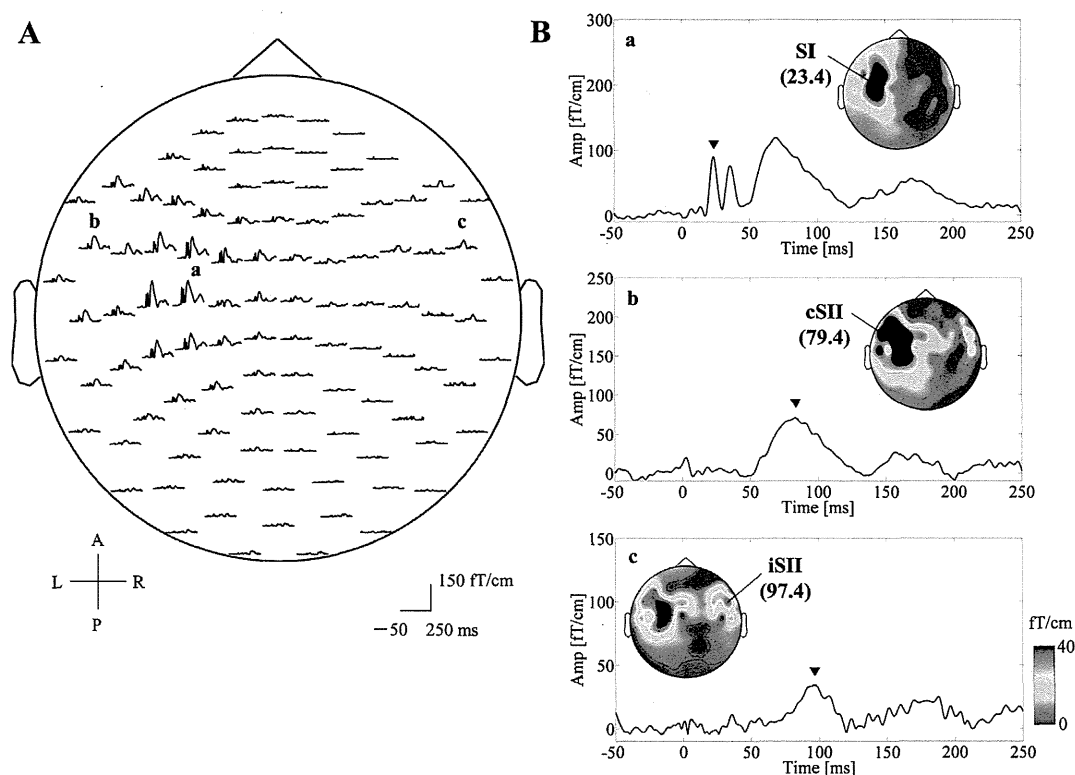 A
b
c
a
A
L
R
P
150 fT/cm
−50 250 ms
B
a
SI
(23.4)
Amp [fT/cm]
300
200
100
0
-50 0 50 100 150 200 250
Time [ms]
b
cSII
(79.4)
Amp [fT/cm]
250
200
150
100
50
0
-50 0 50 100 150 200 250
Time [ms]
c
iSII
(97.4)
Amp [fT/cm]
150
100
50
0
-50 0 50 100 150 200 250
Time [ms]
fT/cm
40
0